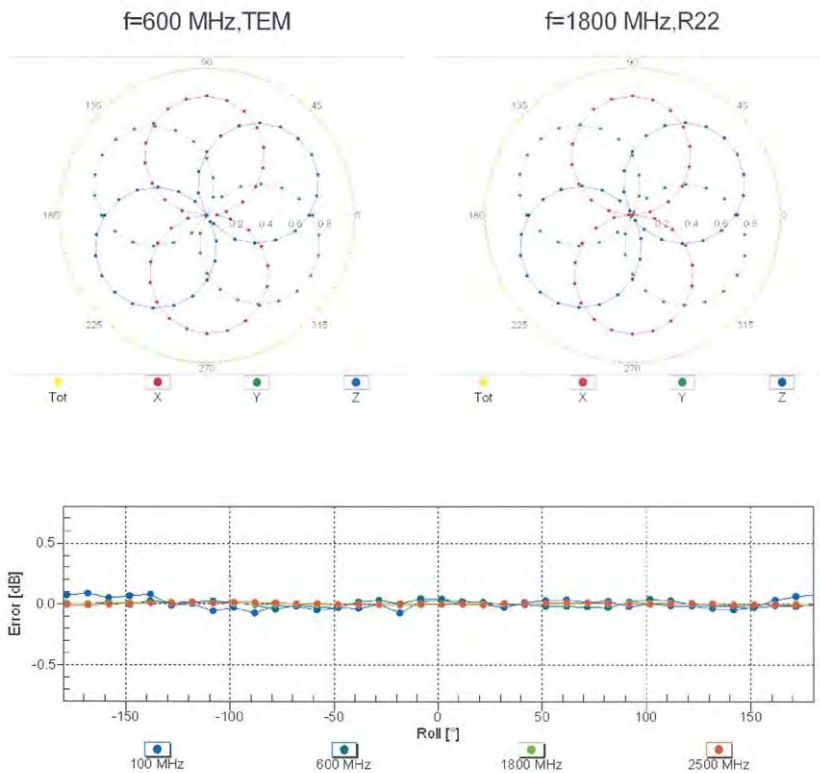 f=600 MHz,TEM
f=1800 MHz,R22
90
135
45
180
0.2 0.4 0.6 0.8
0
225
315
270
Tot
X
Y
Z
90
135
45
180
0.2 0.4 0.6 0.8
0
225
315
270
Tot
X
Y
Z
Error [dB]
0.5
0.0
-0.5
-150
-100
-50
0
50
100
150
Roll [°]
100 MHz
600 MHz
1800 MHz
2500 MHz